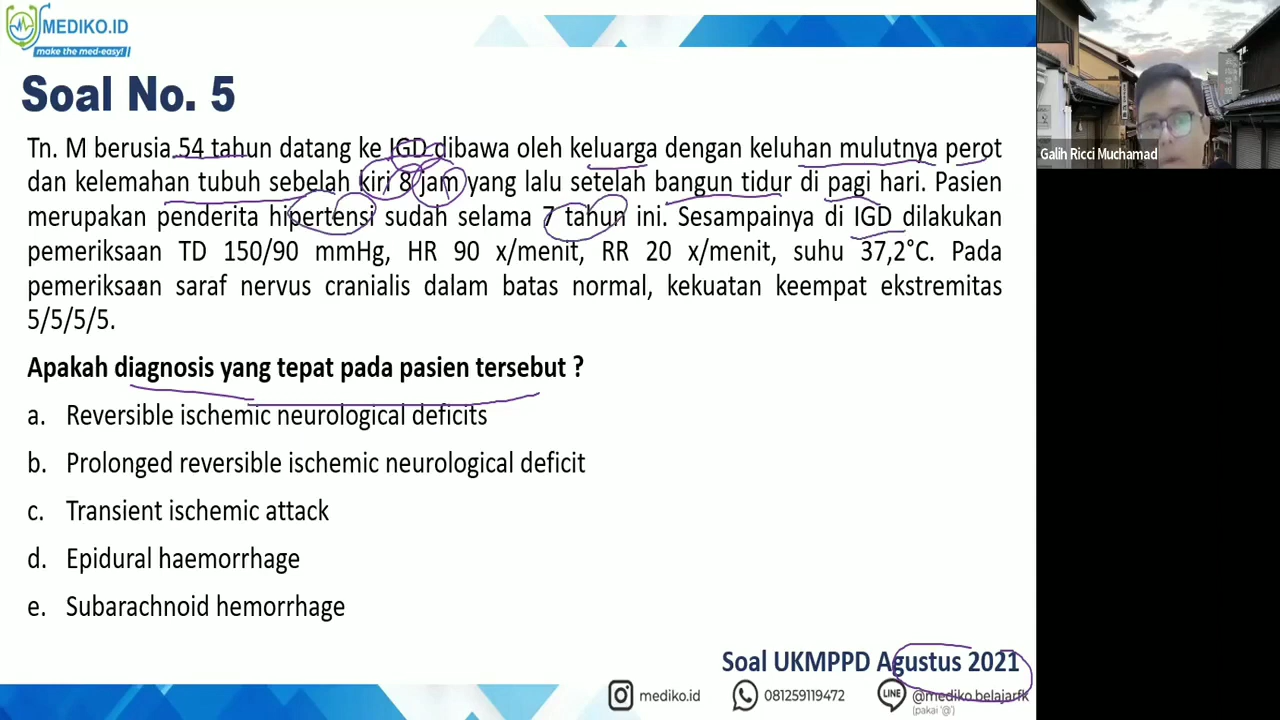 MEDIKO.ID
make the med-easy!
Soal No. 5
Galih Ricci Muchamad
Tn. M berusia 54 tahun datang ke IGD dibawa oleh keluarga dengan keluhan mulutnya perot
dan kelemahan tubuh sebelah kiri 8 jam yang lalu setelah bangun tidur di pagi hari. Pasien
merupakan penderita hipertensi sudah selama 7 tahun ini. Sesampainya di IGD dilakukan
pemeriksaan TD 150/90 mmHg, HR 90 x/menit, RR 20 x/menit, suhu 37,2°C. Pada
pemeriksaan saraf nervus cranialis dalam batas normal, kekuatan keempat ekstremitas
5/5/5/5.
Apakah diagnosis yang tepat pada pasien tersebut ?
a. Reversible ischemic neurological deficits
b. Prolonged reversible ischemic neurological deficit
c. Transient ischemic attack
d. Epidural haemorrhage
e. Subarachnoid hemorrhage
Soal UKMPPD Agustus 2021
mediko.id 081259119472 LINE @mediko.belajarfk
(pakai '@')